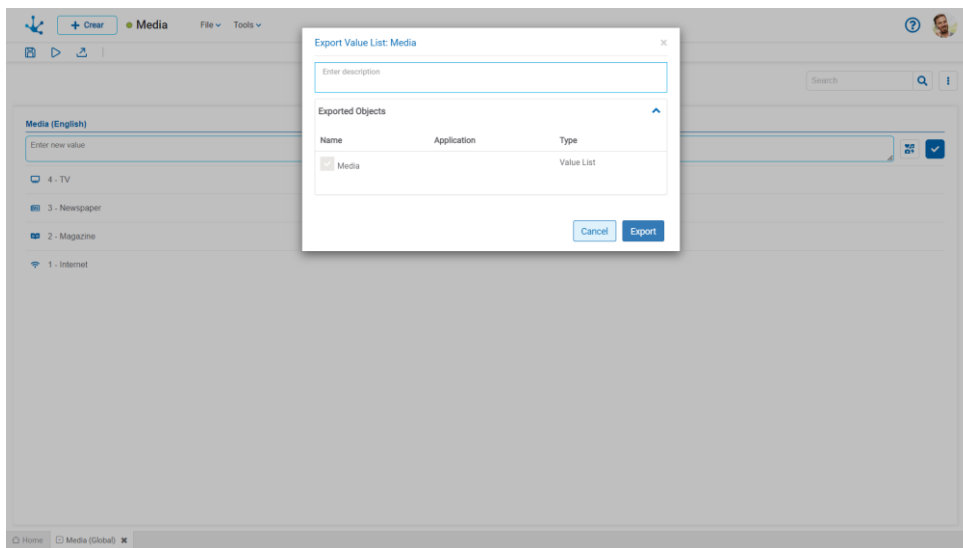 + Crear
Media
File
Tools
Export Value List: Media
×
Enter description
Search
Exported Objects
Media (English)
Enter new value
Name Application Type
Media Value List
4 - TV
3 - Newspaper
2 - Magazine
Cancel Export
1 - Internet
Home
Media (Global)